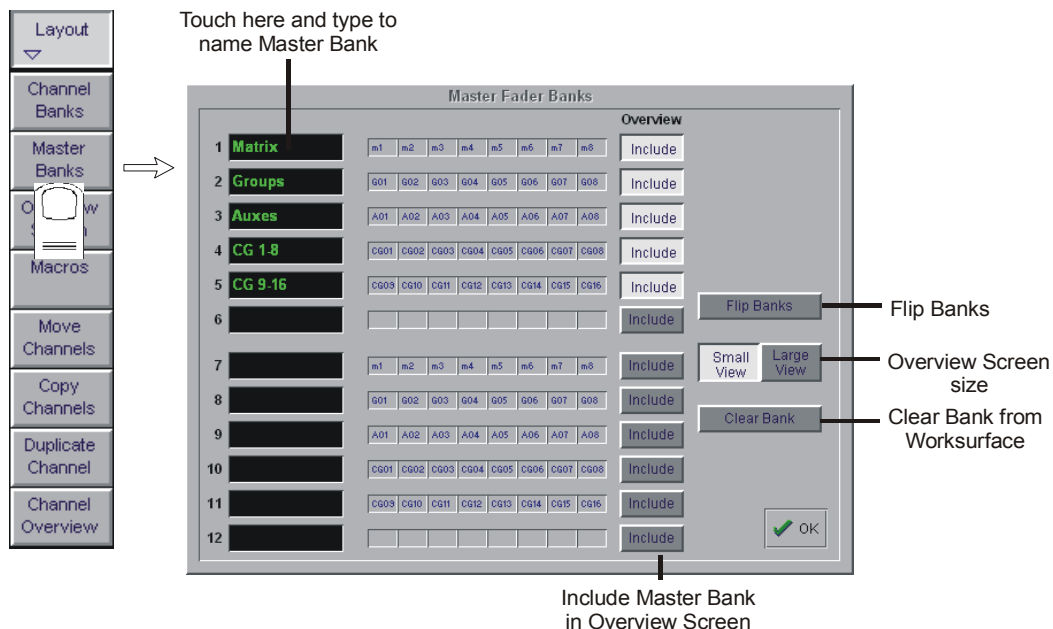 Layout
Channel
Banks
Master
Banks
O w
S n
Macros
Move
Channels
Copy
Channels
Duplicate
Channel
Channel
Overview
Touch here and type to
name Master Bank
Master Fader Banks
Overview
1 Matrix m1 m2 m3 m4 m5 m6 m7 m8 Include
2 Groups G01 G02 G03 G04 G05 G06 G07 G08 Include
3 Auxes A01 A02 A03 A04 A05 A06 A07 A08 Include
4 CG 1-8 CG01 CG02 CG03 CG04 CG05 CG06 CG07 CG08 Include
5 CG 9-16 CG09 CG10 CG11 CG12 CG13 CG14 CG15 CG16 Include
6 Include
7 m1 m2 m3 m4 m5 m6 m7 m8 Include
8 G01 G02 G03 G04 G05 G06 G07 G08 Include
9 A01 A02 A03 A04 A05 A06 A07 A08 Include
10 CG01 CG02 CG03 CG04 CG05 CG06 CG07 CG08 Include
11 CG09 CG10 CG11 CG12 CG13 CG14 CG15 CG16 Include
12 Include
Flip Banks
Small
View
Large
View
Clear Bank
OK
Flip Banks
Overview Screen
size
Clear Bank from
Worksurface
Include Master Bank
in Overview Screen